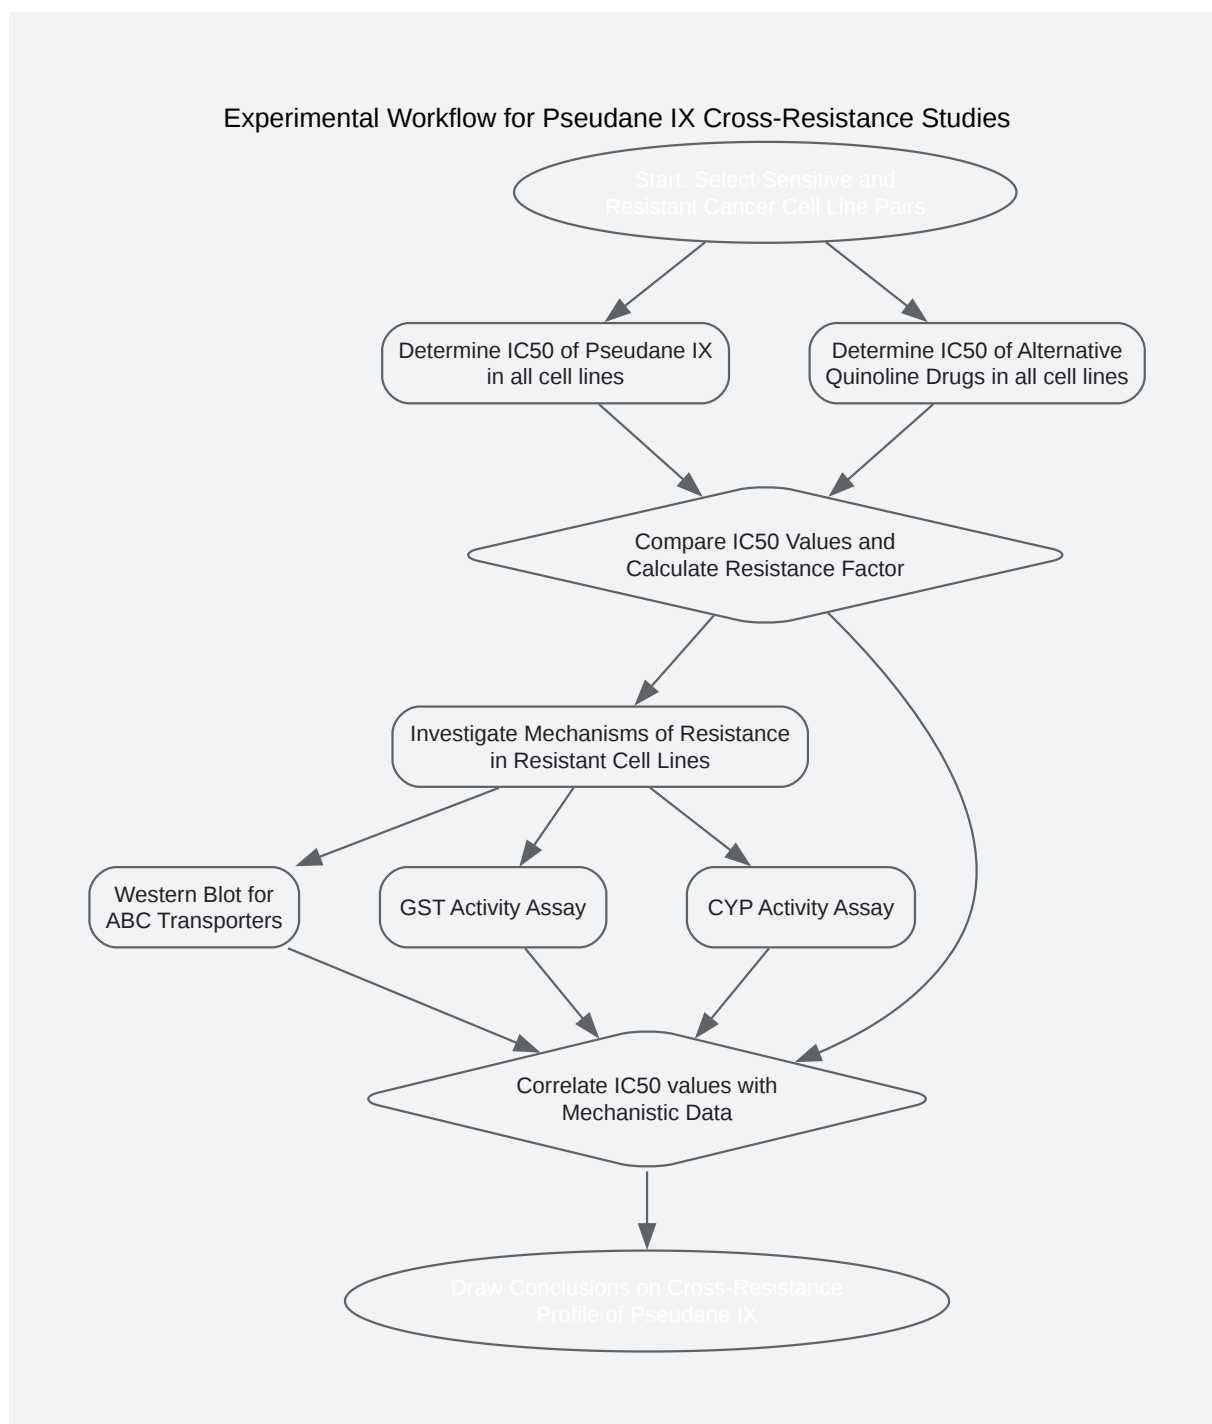 Experimental Workflow for Pseudane IX Cross-Resistance Studies
Start: Select Sensitive and
Resistant Cancer Cell Line Pairs
Determine IC50 of Pseudane IX
in all cell lines
Determine IC50 of Alternative
Quinoline Drugs in all cell lines
Compare IC50 Values and
Calculate Resistance Factor
Investigate Mechanisms of Resistance
in Resistant Cell Lines
Western Blot for
ABC Transporters
GST Activity Assay
CYP Activity Assay
Correlate IC50 values with
Mechanistic Data
Draw Conclusions on Cross-Resistance
Profile of Pseudane IX